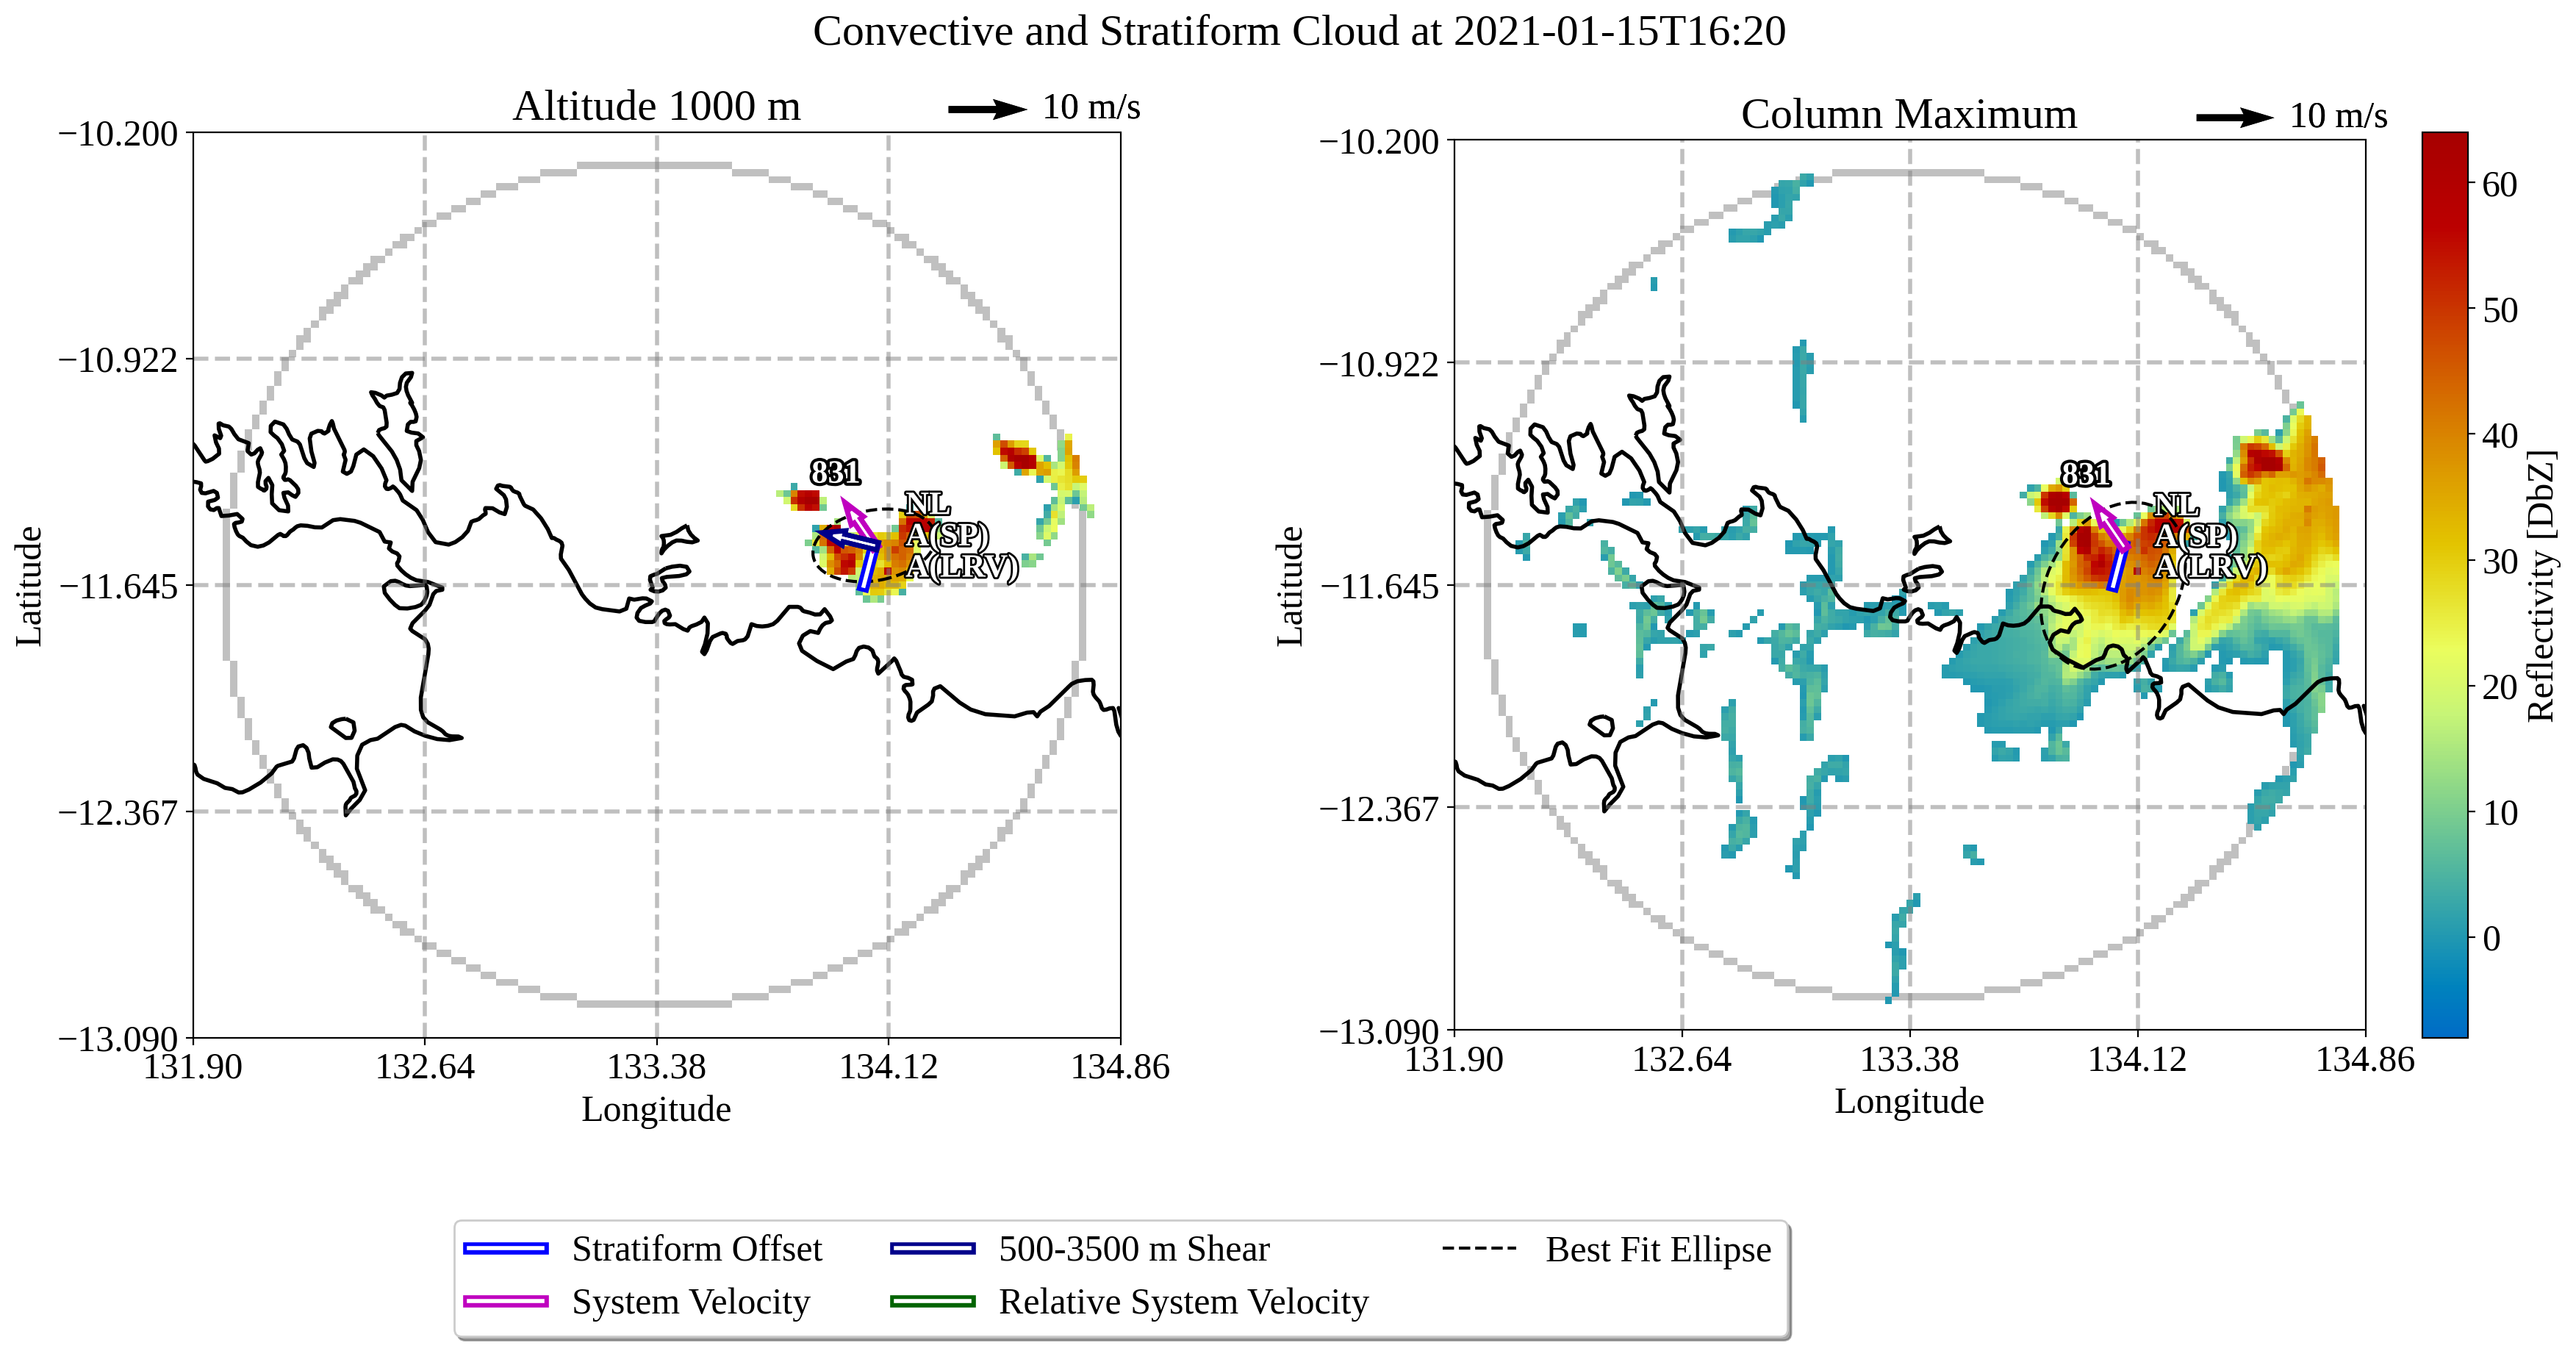 Convective and Stratiform Cloud at 2021-01-15T16:20
Altitude 1000 m
10 m/s
−10.200
−10.922
−11.645
−12.367
−13.090
131.90
132.64
133.38
134.12
134.86
Latitude
Longitude
831
NL
A(SP)
A(LRV)
Column Maximum
10 m/s
−10.200
−10.922
−11.645
−12.367
−13.090
131.90
132.64
133.38
134.12
134.86
Latitude
Longitude
831
NL
A(SP)
A(LRV)
60
50
40
30
20
10
0
Reflectivity [DbZ]
Stratiform Offset
System Velocity
500-3500 m Shear
Relative System Velocity
Best Fit Ellipse